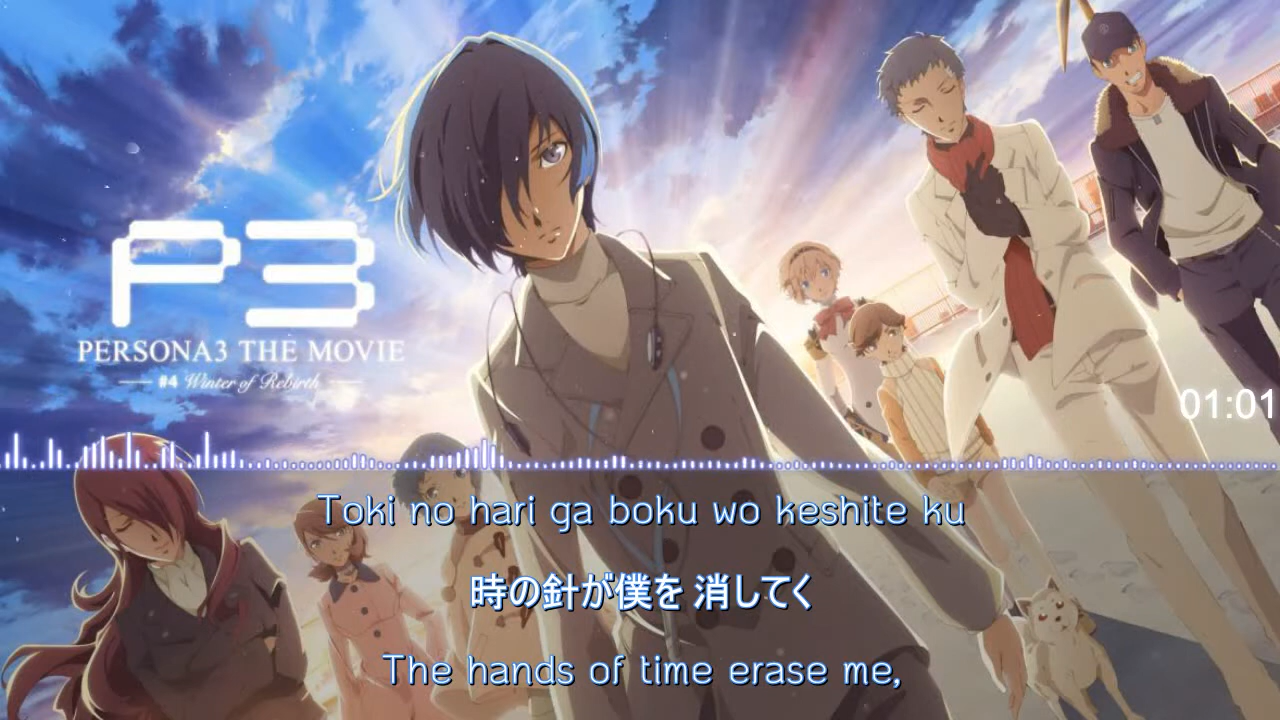 P3
PERSONA3 THE MOVIE
#4 Winter of Rebirth
01:01
Toki no hari ga boku wo keshite ku
時の針が僕を 消してく
The hands of time erase me,